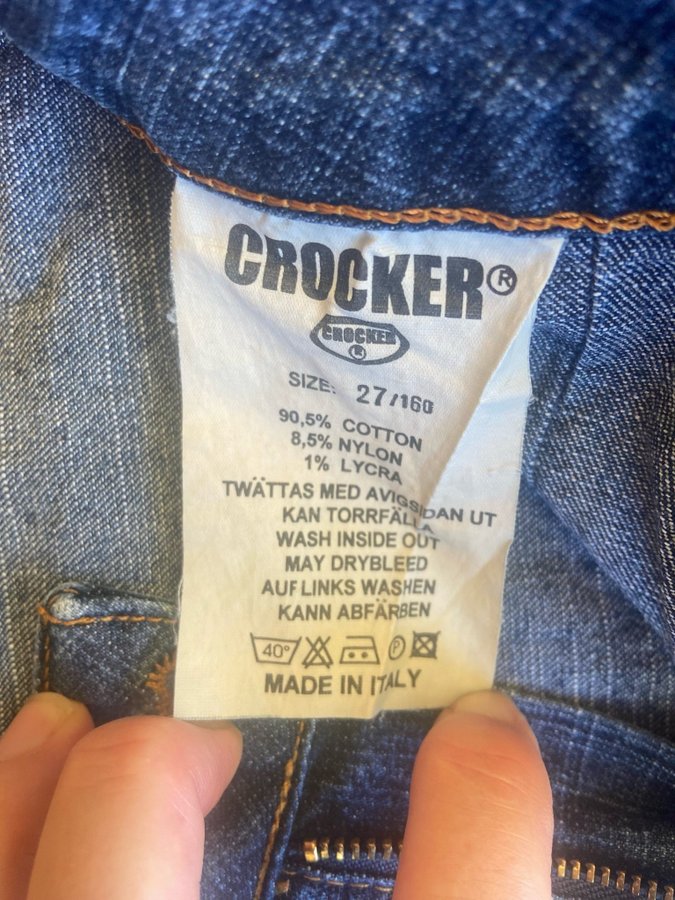 CROCKER®
CROCKER
®
SIZE: 27/160
90,5% COTTON
8,5% NYLON
1% LYCRA
TWÄTTAS MED AVIGSIDAN UT
KAN TORRFÄLLA
WASH INSIDE OUT
MAY DRYBLEED
AUF LINKS WASHEN
KANN ABFÄRBEN
40° P
MADE IN ITALY